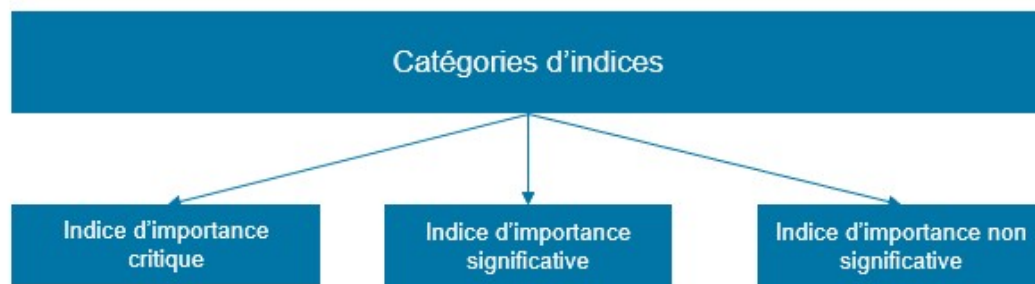 Catégories d’indices
Indice d’importance
critique
Indice d’importance
significative
Indice d’importance non
significative